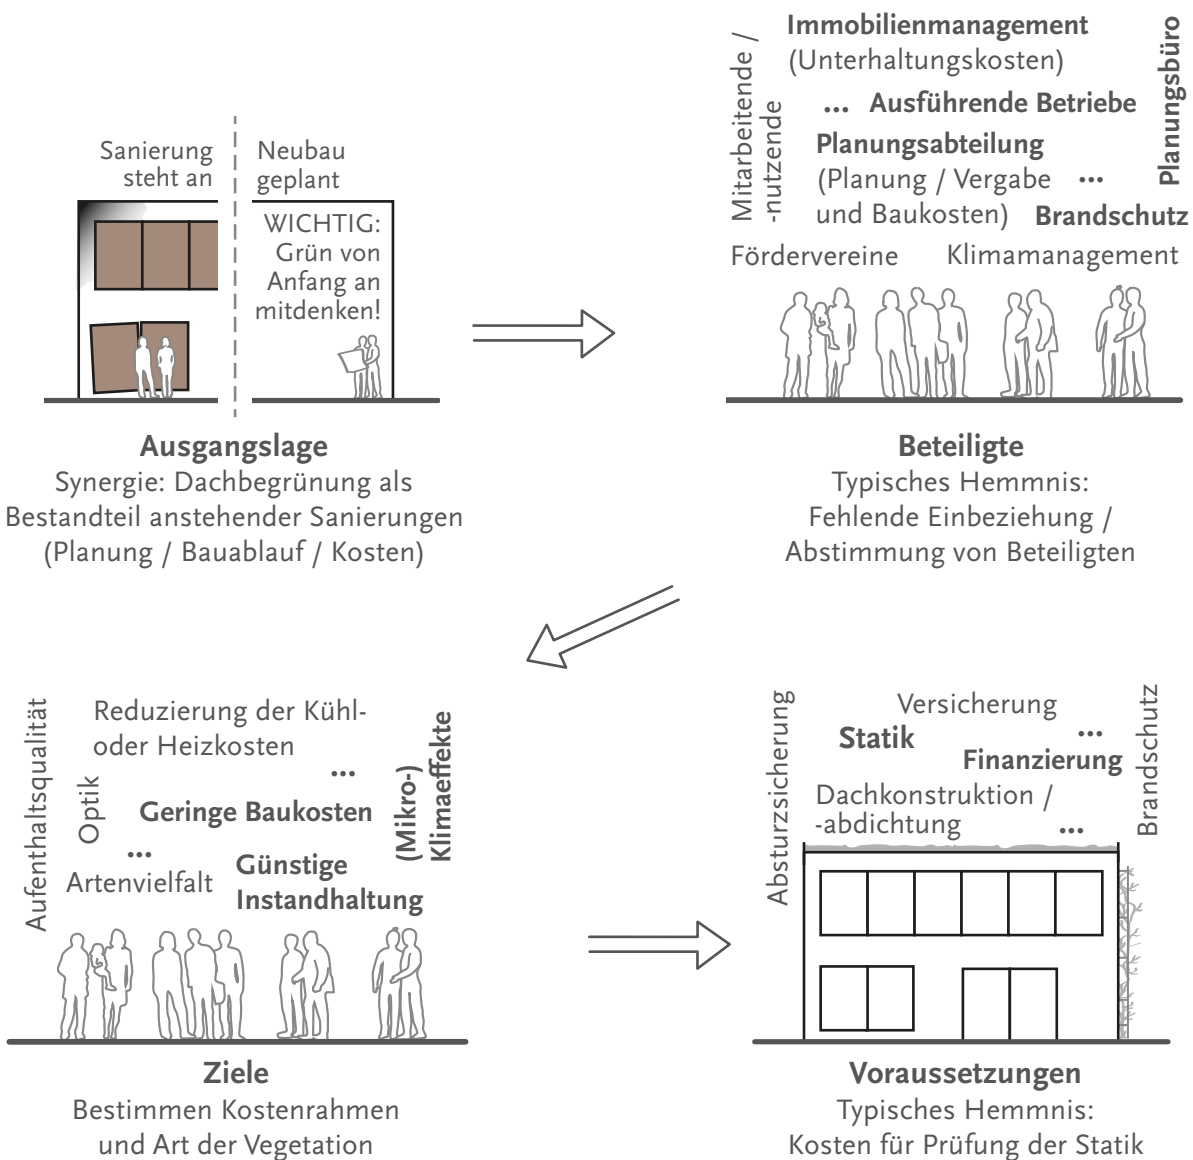 Sanierung
steht an
Neubau
geplant
WICHTIG:
Grün von
Anfang an
mitdenken!
Ausgangslage
Synergie: Dachbegrünung als
Bestandteil anstehender Sanierungen
(Planung / Bauablauf / Kosten)
Mitarbeitende /
-nutzende
Immobilienmanagement
(Unterhaltungskosten)
... Ausführende Betriebe
Planungsabteilung
(Planung / Vergabe ...
und Baukosten)
Brandschutz
Planungsbüro
Fördervereine
Klimamanagement
Beteiligte
Typisches Hemmnis:
Fehlende Einbeziehung /
Abstimmung von Beteiligten
Aufenthaltsqualität
Reduzierung der Kühl-
oder Heizkosten
...
Optik
Geringe Baukosten
(Mikro-)
Klimaeffekte
...
Artenvielfalt
Günstige
Instandhaltung
Ziele
Bestimmen Kostenrahmen
und Art der Vegetation
Absturzsicherung
Versicherung
Statik
...
Finanzierung
Brandschutz
Dachkonstruktion /
-abdichtung
...
Voraussetzungen
Typisches Hemmnis:
Kosten für Prüfung der Statik